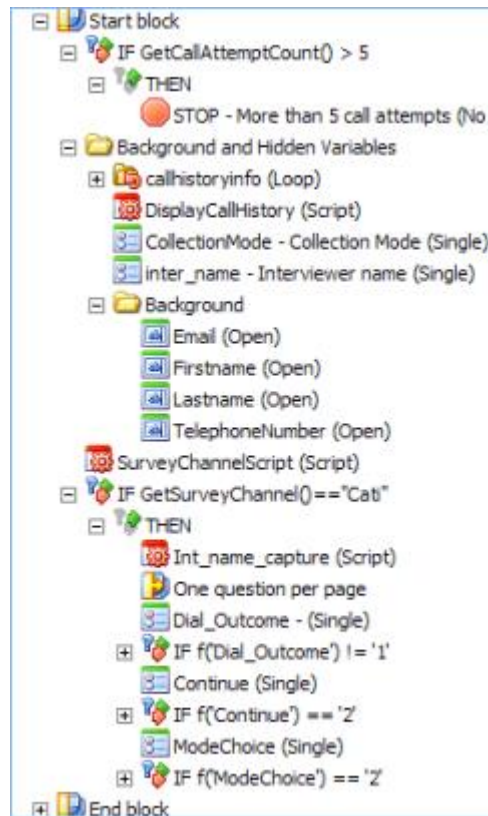 Start block
IF GetCallAttemptCount() > 5
THEN
STOP - More than 5 call attempts (No
Background and Hidden Variables
callhistoryinfo (Loop)
DisplayCallHistory (Script)
CollectionMode - Collection Mode (Single)
inter_name - Interviewer name (Single)
Background
Email (Open)
Firstname (Open)
Lastname (Open)
TelephoneNumber (Open)
SurveyChannelScript (Script)
IF GetSurveyChannel()=="Cati"
THEN
Int_name_capture (Script)
One question per page
Dial_Outcome - (Single)
IF f('Dial_Outcome') != '1'
Continue (Single)
IF f('Continue') == '2'
ModeChoice (Single)
IF f('ModeChoice') == '2'
End block